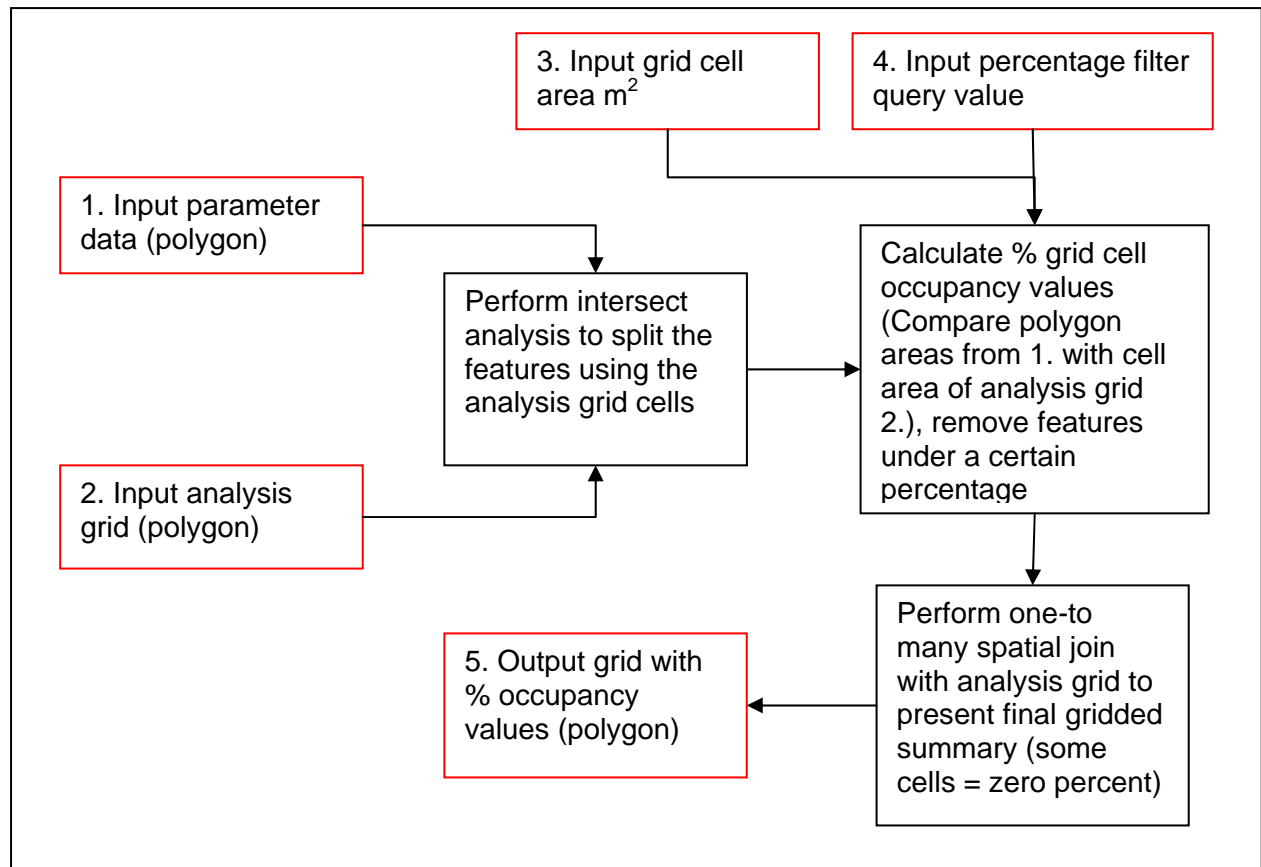 3. Input grid cell
area m²
4. Input percentage filter
query value
1. Input parameter
data (polygon)
Perform intersect
analysis to split the
features using the
analysis grid cells
Calculate % grid cell
occupancy values
(Compare polygon
areas from 1. with cell
area of analysis grid
2.), remove features
under a certain
percentage
2. Input analysis
grid (polygon)
Perform one-to
many spatial join
with analysis grid to
present final gridded
summary (some
cells = zero percent)
5. Output grid with
% occupancy
values (polygon)